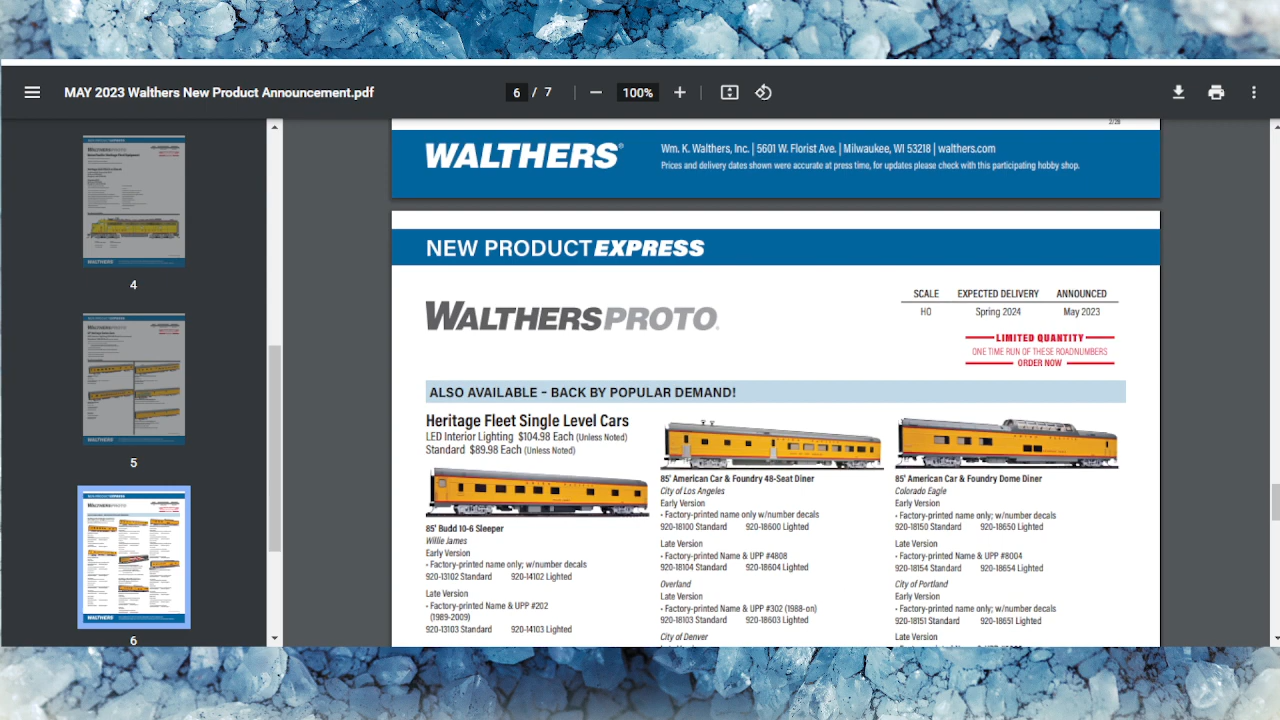 MAY 2023 Walthers New Product Announcement.pdf
6 / 7
100%
4
5
6
2/28
WALTHERS®
Wm. K. Walthers, Inc. | 5601 W. Florist Ave. | Milwaukee, WI 53218 | walthers.com
Prices and delivery dates shown were accurate at press time, for updates please check with this participating hobby shop.
NEW PRODUCT EXPRESS
WALTHERSPROTO®
SCALE EXPECTED DELIVERY ANNOUNCED
HO Spring 2024 May 2023
LIMITED QUANTITY
ONE TIME RUN OF THESE ROADNUMBERS
ORDER NOW
ALSO AVAILABLE – BACK BY POPULAR DEMAND!
Heritage Fleet Single Level Cars
LED Interior Lighting $104.98 Each (Unless Noted)
Standard $89.98 Each (Unless Noted)
85' Budd 10-6 Sleeper
Willie James
Early Version
• Factory-printed name only; w/number decals
920-13102 Standard 920-14102 Lighted
Late Version
• Factory-printed Name & UPP #202
(1989-2009)
920-13103 Standard 920-14103 Lighted
85' American Car & Foundry 48-Seat Diner
City of Los Angeles
Early Version
• Factory-printed name only w/number decals
920-18100 Standard 920-18600 Lighted
Late Version
• Factory-printed Name & UPP #4808
920-18104 Standard 920-18604 Lighted
Overland
Late Version
• Factory-printed Name & UPP #302 (1988-on)
920-18103 Standard 920-18603 Lighted
City of Denver
85' American Car & Foundry Dome Diner
Colorado Eagle
Early Version
• Factory-printed name only; w/number decals
920-18150 Standard 920-18650 Lighted
Late Version
• Factory-printed Name & UPP #8004
920-18154 Standard 920-18654 Lighted
City of Portland
Early Version
• Factory-printed name only; w/number decals
920-18151 Standard 920-18651 Lighted
Late Version